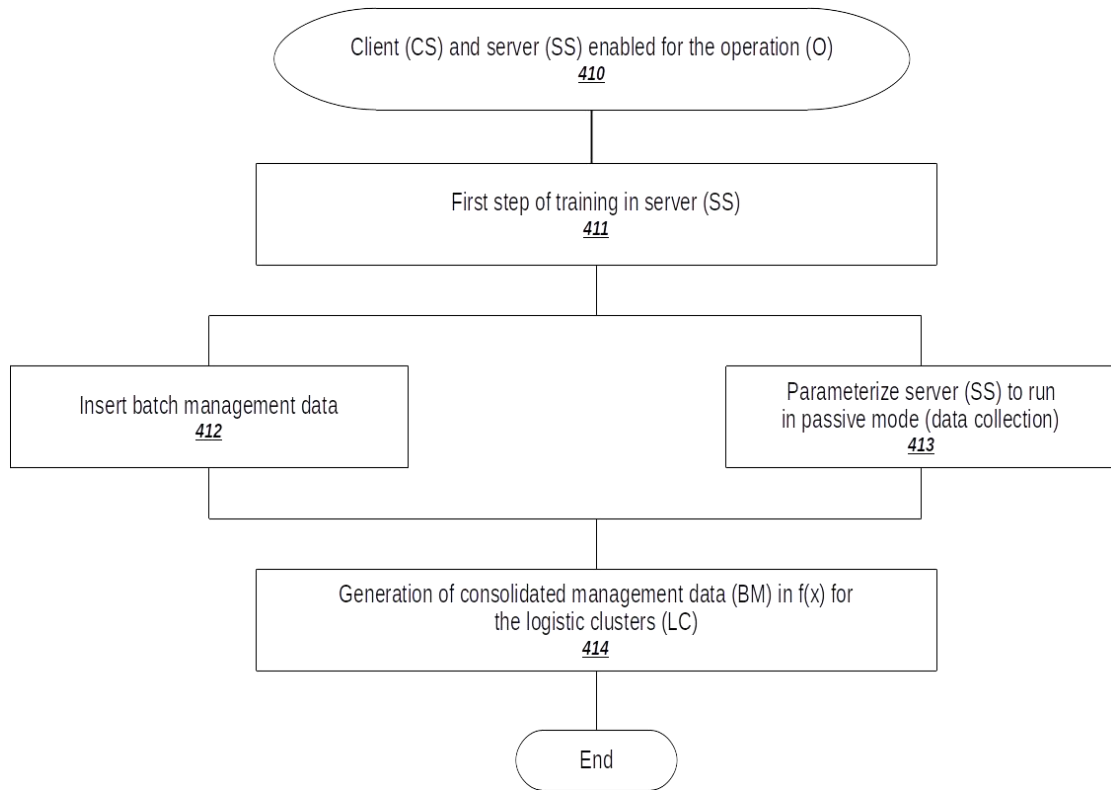 Client (CS) and server (SS) enabled for the operation (O)
410
First step of training in server (SS)
411
Insert batch management data
412
Parameterize server (SS) to run
in passive mode (data collection)
413
Generation of consolidated management data (BM) in f(x) for
the logistic clusters (LC)
414
End